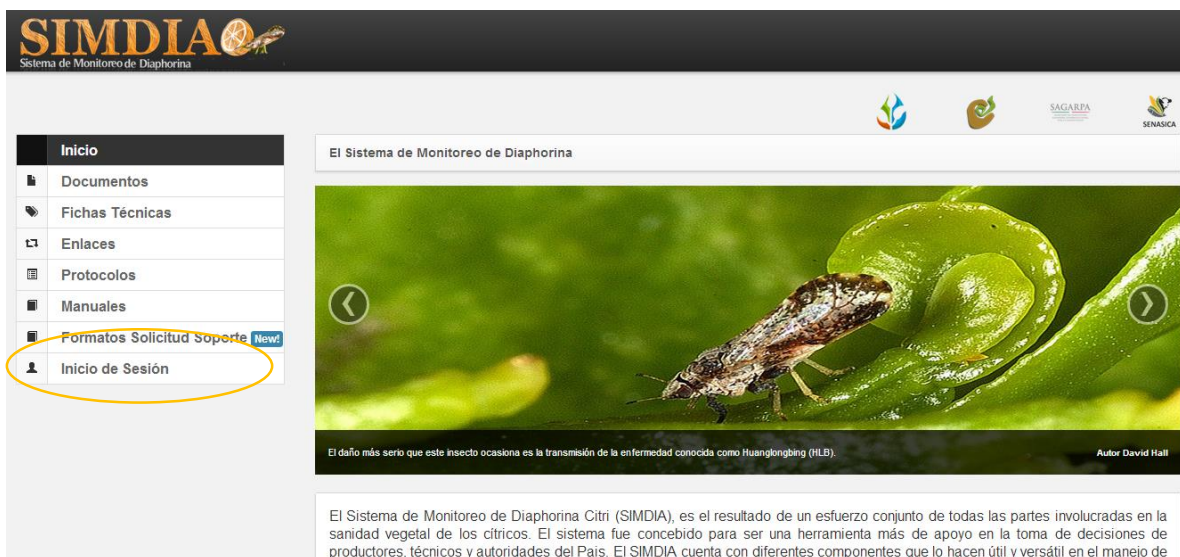 SIMDIA
Sistema de Monitoreo de Diaphorina
SAGARPA
SENASICA
Inicio
Documentos
Fichas Técnicas
Enlaces
Protocolos
Manuales
Formatos Solicitud Soporte New!
Inicio de Sesión
El Sistema de Monitoreo de Diaphorina
El daño más serio que este insecto ocasiona es la transmisión de la enfermedad conocida como Huanglongbing (HLB).
Autor David Hall
El Sistema de Monitoreo de Diaphorina Citri (SIMDIA), es el resultado de un esfuerzo conjunto de todas las partes involucradas en la
sanidad vegetal de los cítricos. El sistema fue concebido para ser una herramienta más de apoyo en la toma de decisiones de
productores, técnicos y autoridades del Pais. El SIMDIA cuenta con diferentes componentes que lo hacen útil y versátil en el manejo de